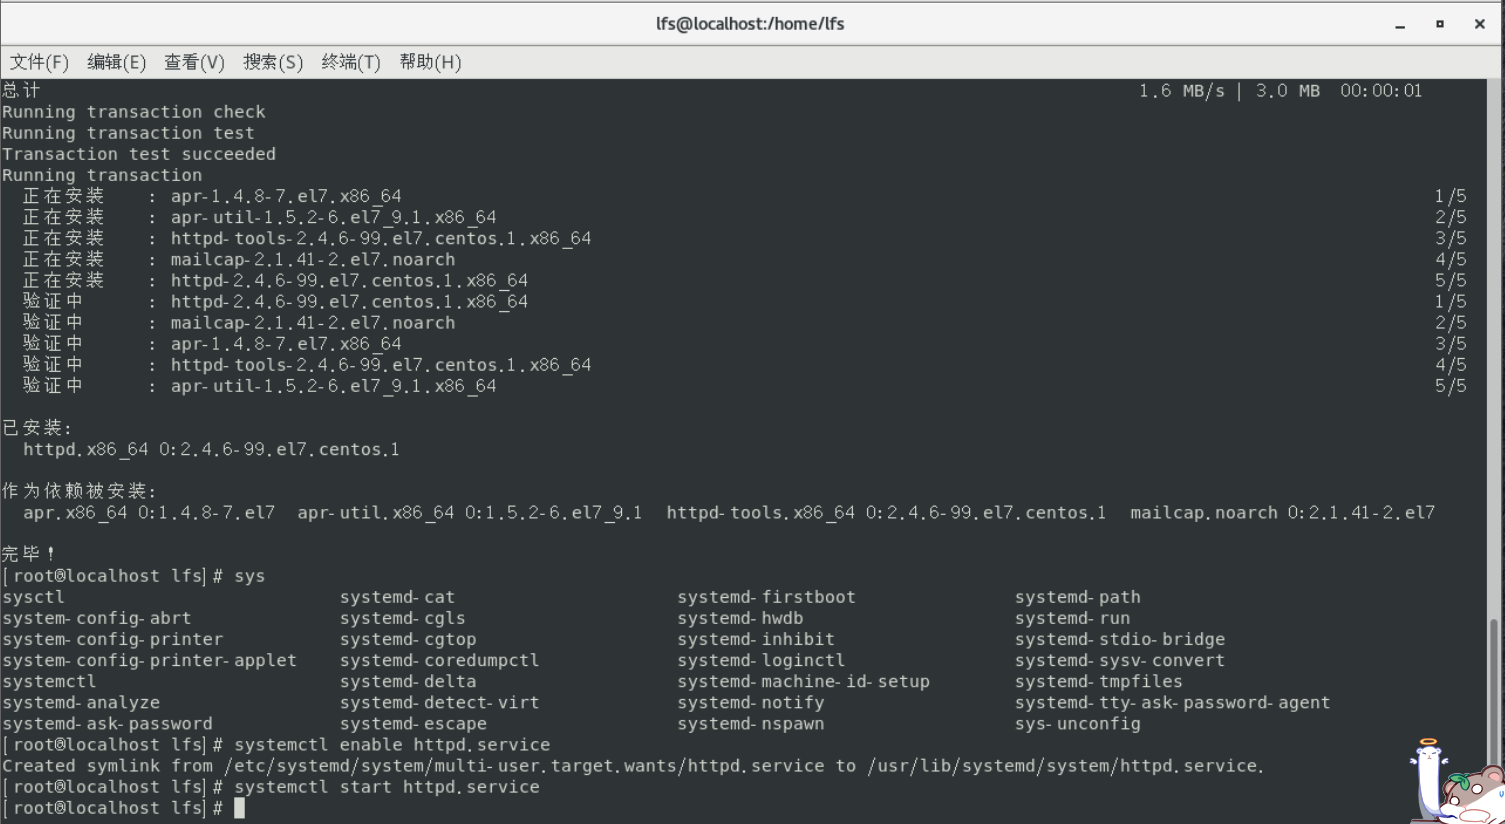 lfs@localhost:/home/lfs
文件(F) 编辑(E) 查看(V) 搜索(S) 终端(T) 帮助(H)
总计 1.6 MB/s | 3.0 MB 00:00:01
Running transaction check
Running transaction test
Transaction test succeeded
Running transaction
正在安装 : apr-1.4.8-7.el7.x86_64 1/5
正在安装 : apr-util-1.5.2-6.el7_9.1.x86_64 2/5
正在安装 : httpd-tools-2.4.6-99.el7.centos.1.x86_64 3/5
正在安装 : mailcap-2.1.41-2.el7.noarch 4/5
正在安装 : httpd-2.4.6-99.el7.centos.1.x86_64 5/5
验证中 : httpd-2.4.6-99.el7.centos.1.x86_64 1/5
验证中 : mailcap-2.1.41-2.el7.noarch 2/5
验证中 : apr-1.4.8-7.el7.x86_64 3/5
验证中 : httpd-tools-2.4.6-99.el7.centos.1.x86_64 4/5
验证中 : apr-util-1.5.2-6.el7_9.1.x86_64 5/5
已安装:
httpd.x86_64 0:2.4.6-99.el7.centos.1
作为依赖被安装:
apr.x86_64 0:1.4.8-7.el7 apr-util.x86_64 0:1.5.2-6.el7_9.1 httpd-tools.x86_64 0:2.4.6-99.el7.centos.1 mailcap.noarch 0:2.1.41-2.el7
完毕！
[root@localhost lfs]# sys
sysctl systemd-cat systemd-firstboot systemd-path
system-config-abrt systemd-cgls systemd-hwdb systemd-run
system-config-printer systemd-cgtop systemd-inhibit systemd-stdio-bridge
system-config-printer-applet systemd-coredumpctl systemd-loginctl systemd-sysv-convert
systemctl systemd-delta systemd-machine-id-setup systemd-tmpfiles
systemd-analyze systemd-detect-virt systemd-notify systemd-tty-ask-password-agent
systemd-ask-password systemd-escape systemd-nspawn sys-unconfig
[root@localhost lfs]# systemctl enable httpd.service
Created symlink from /etc/systemd/system/multi-user.target.wants/httpd.service to /usr/lib/systemd/system/httpd.service.
[root@localhost lfs]# systemctl start httpd.service
[root@localhost lfs]#